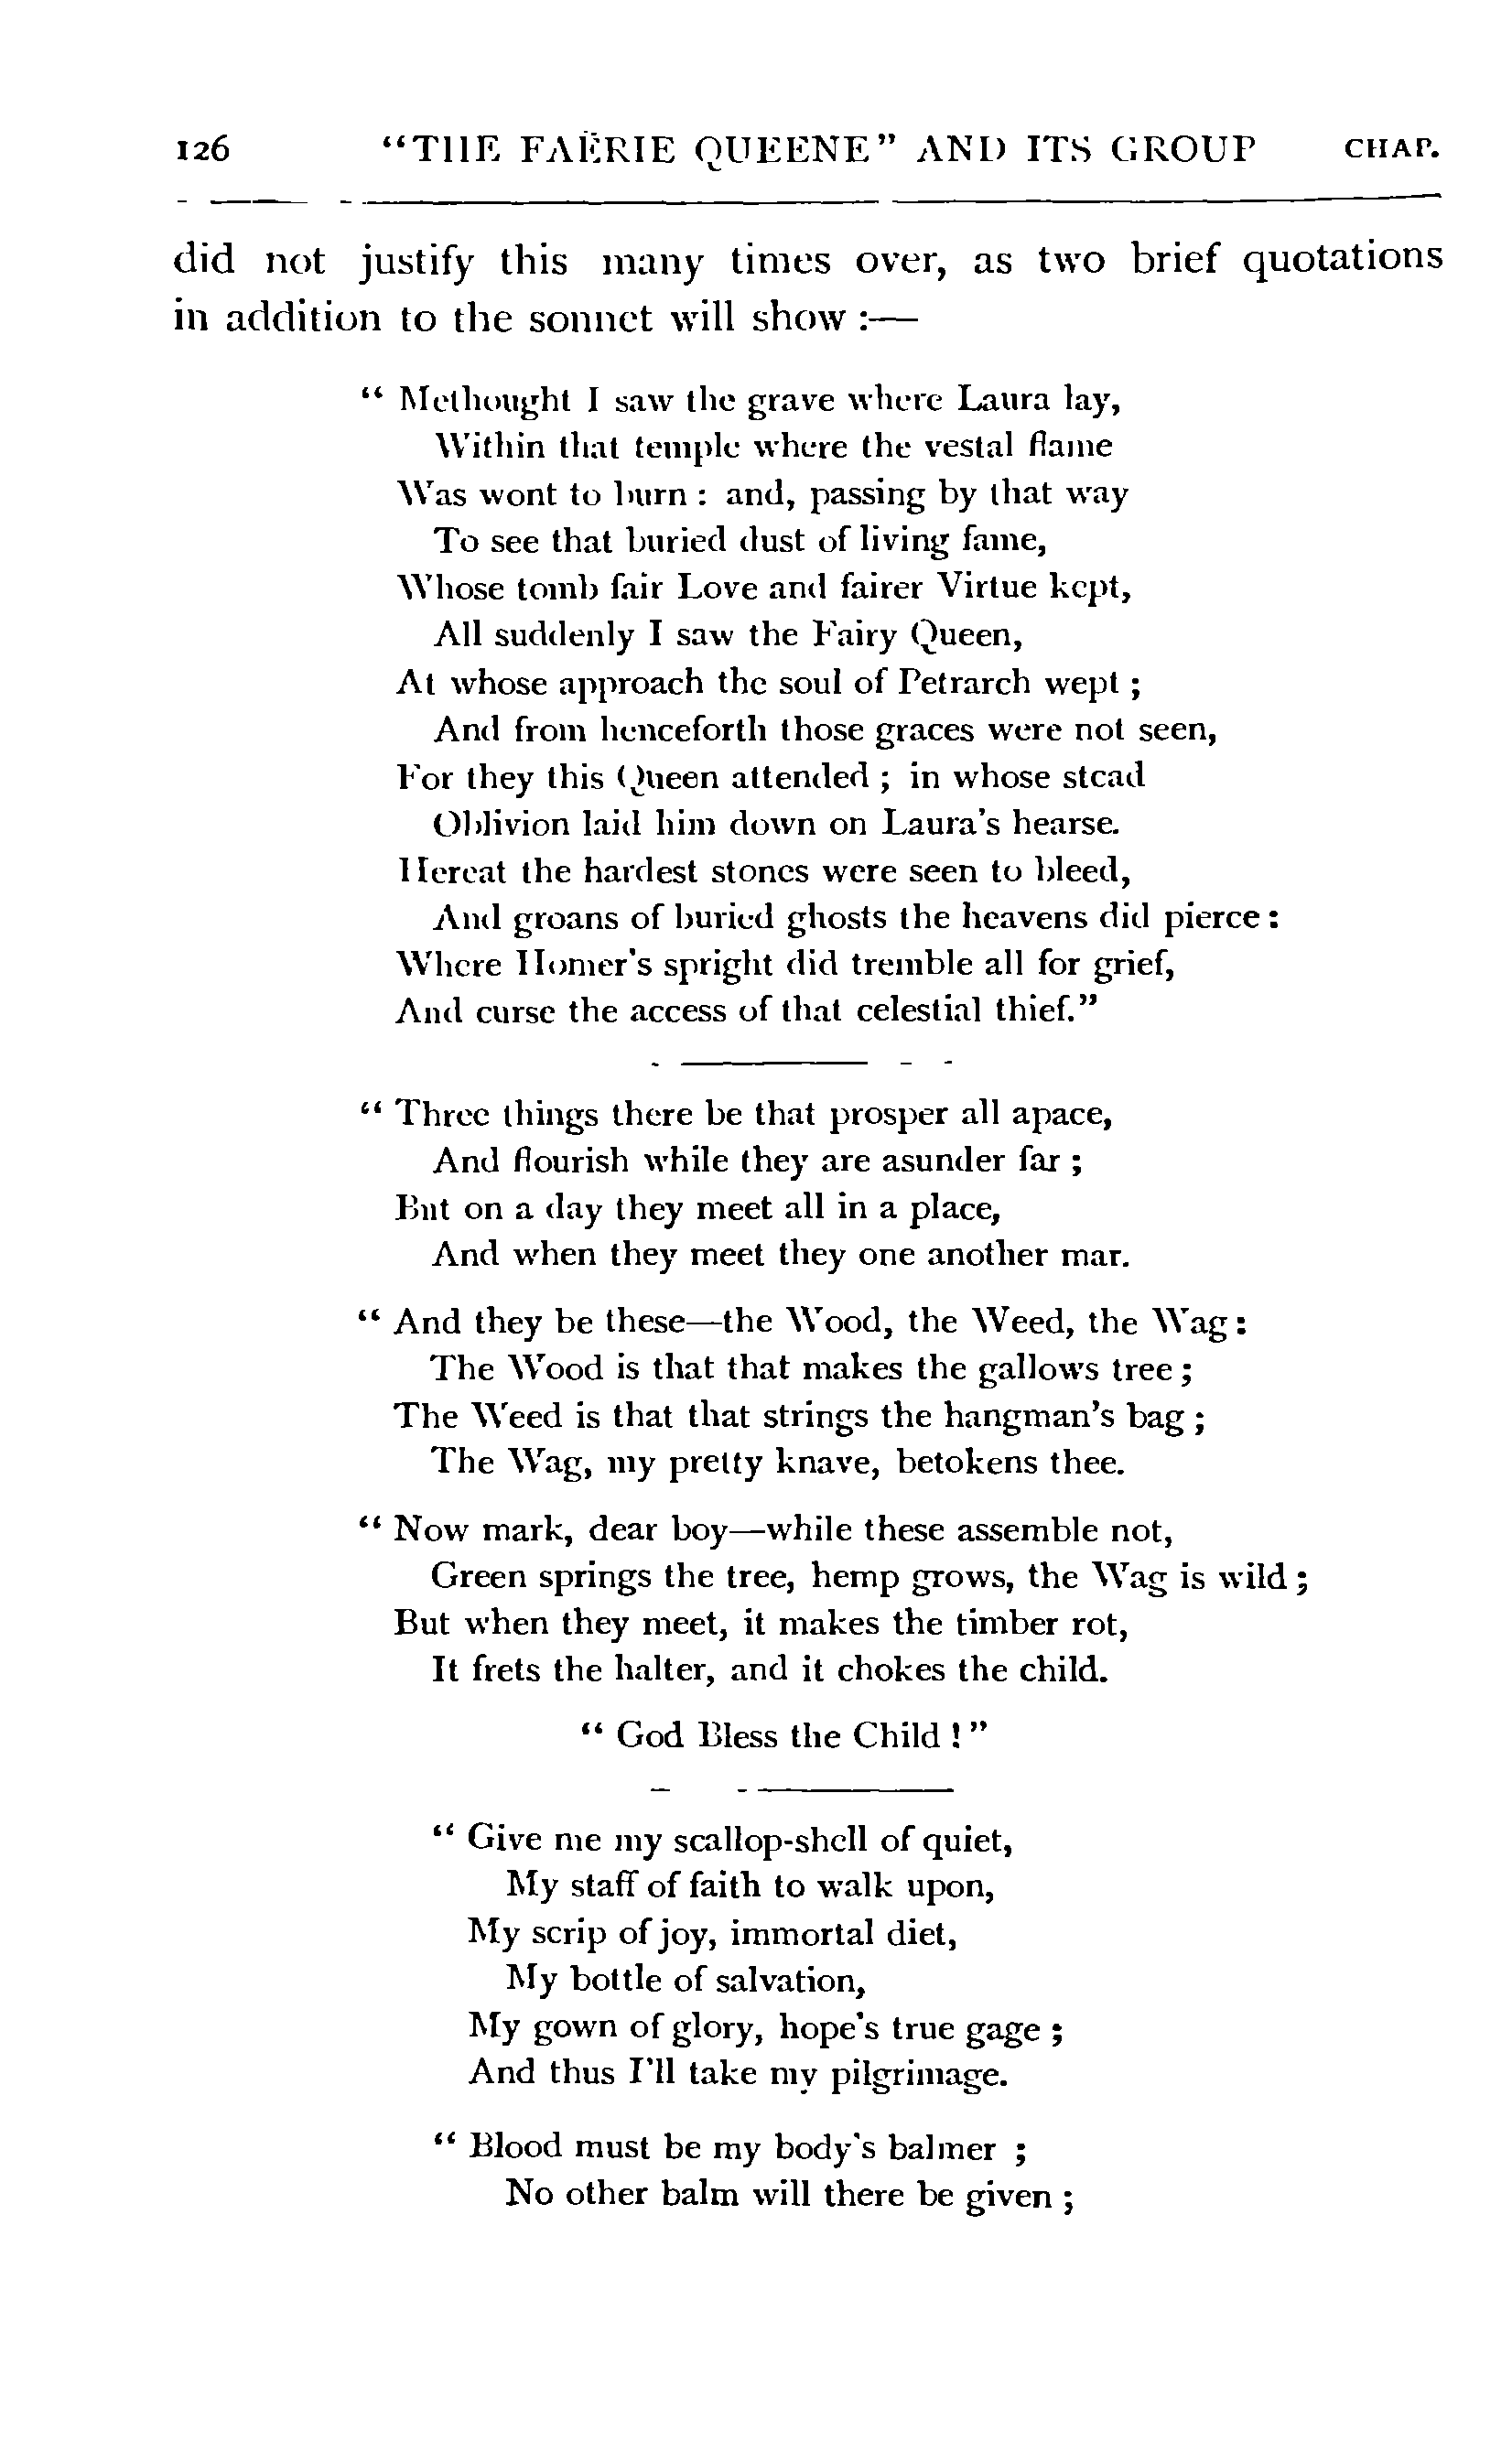 126 “THE FAËRIE QUEENE” AND ITS GROUP CHAP.
did not justify this many times over, as two brief quotations
in addition to the sonnet will show :—
“ Methought I saw the grave where Laura lay,
Within that temple where the vestal flame
Was wont to burn : and, passing by that way
To see that buried dust of living fame,
Whose tomb fair Love and fairer Virtue kept,
All suddenly I saw the Fairy Queen,
At whose approach the soul of Petrarch wept ;
And from henceforth those graces were not seen,
For they this Queen attended ; in whose stead
Oblivion laid him down on Laura’s hearse.
Hereat the hardest stones were seen to bleed,
And groans of buried ghosts the heavens did pierce :
Where Homer’s spright did tremble all for grief,
And curse the access of that celestial thief.”
“ Three things there be that prosper all apace,
And flourish while they are asunder far ;
But on a day they meet all in a place,
And when they meet they one another mar.
“ And they be these—the Wood, the Weed, the Wag :
The Wood is that that makes the gallows tree ;
The Weed is that that strings the hangman’s bag ;
The Wag, my pretty knave, betokens thee.
“ Now mark, dear boy—while these assemble not,
Green springs the tree, hemp grows, the Wag is wild ;
But when they meet, it makes the timber rot,
It frets the halter, and it chokes the child.
“ God Bless the Child ! ”
“ Give me my scallop-shell of quiet,
My staff of faith to walk upon,
My scrip of joy, immortal diet,
My bottle of salvation,
My gown of glory, hope’s true gage ;
And thus I’ll take my pilgrimage.
“ Blood must be my body’s balmer ;
No other balm will there be given ;